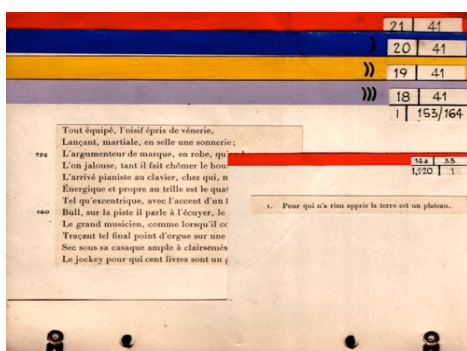 21 41
) 20 41
)) 19 41
))) 18 41
I 153/164
Tout équipé, l'oisif épris de vénerie,
Lançant, martiale, en selle une sonnerie;
L'argumenteur de marque, en robe,
L'on jalouse, tant il fait chômer le
L'arrivé pianiste au clavier, chez qui,
Énergique et propre au trille est le
Tel qu'excentrique, avec l'accent d'un
160 Bull, sur la piste il parle à l'écuyer, le
Le grand musicien, comme lorsqu'il
Traçant tel final point d'orgue sur une
Sec sous sa casaque ample à
Le jockey pour qui cent livres sont un
1,120 1
1. Pour qui n'a rien appris la terre est un plateau.